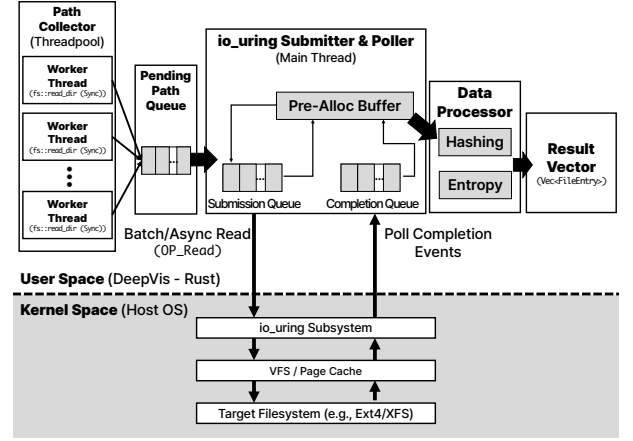 Path
Collector
(Threadpool)
Worker
Thread
(fs::read_dir (Sync))
Worker
Thread
(fs::read_dir (Sync))
Worker
Thread
(fs::read_dir (Sync))
Pending
Path
Queue
...
io_uring Submitter & Poller
(Main Thread)
Pre-Alloc Buffer
...
Submission Queue
...
Completion Queue
Data
Processor
Hashing
Entropy
Result
Vector
(Vec<FileEntry>)
Batch/Async Read
(OP_Read)
Poll Completion
Events
User Space (DeepVis - Rust)
Kernel Space (Host OS)
io_uring Subsystem
VFS / Page Cache
Target Filesystem (e.g., Ext4/XFS)